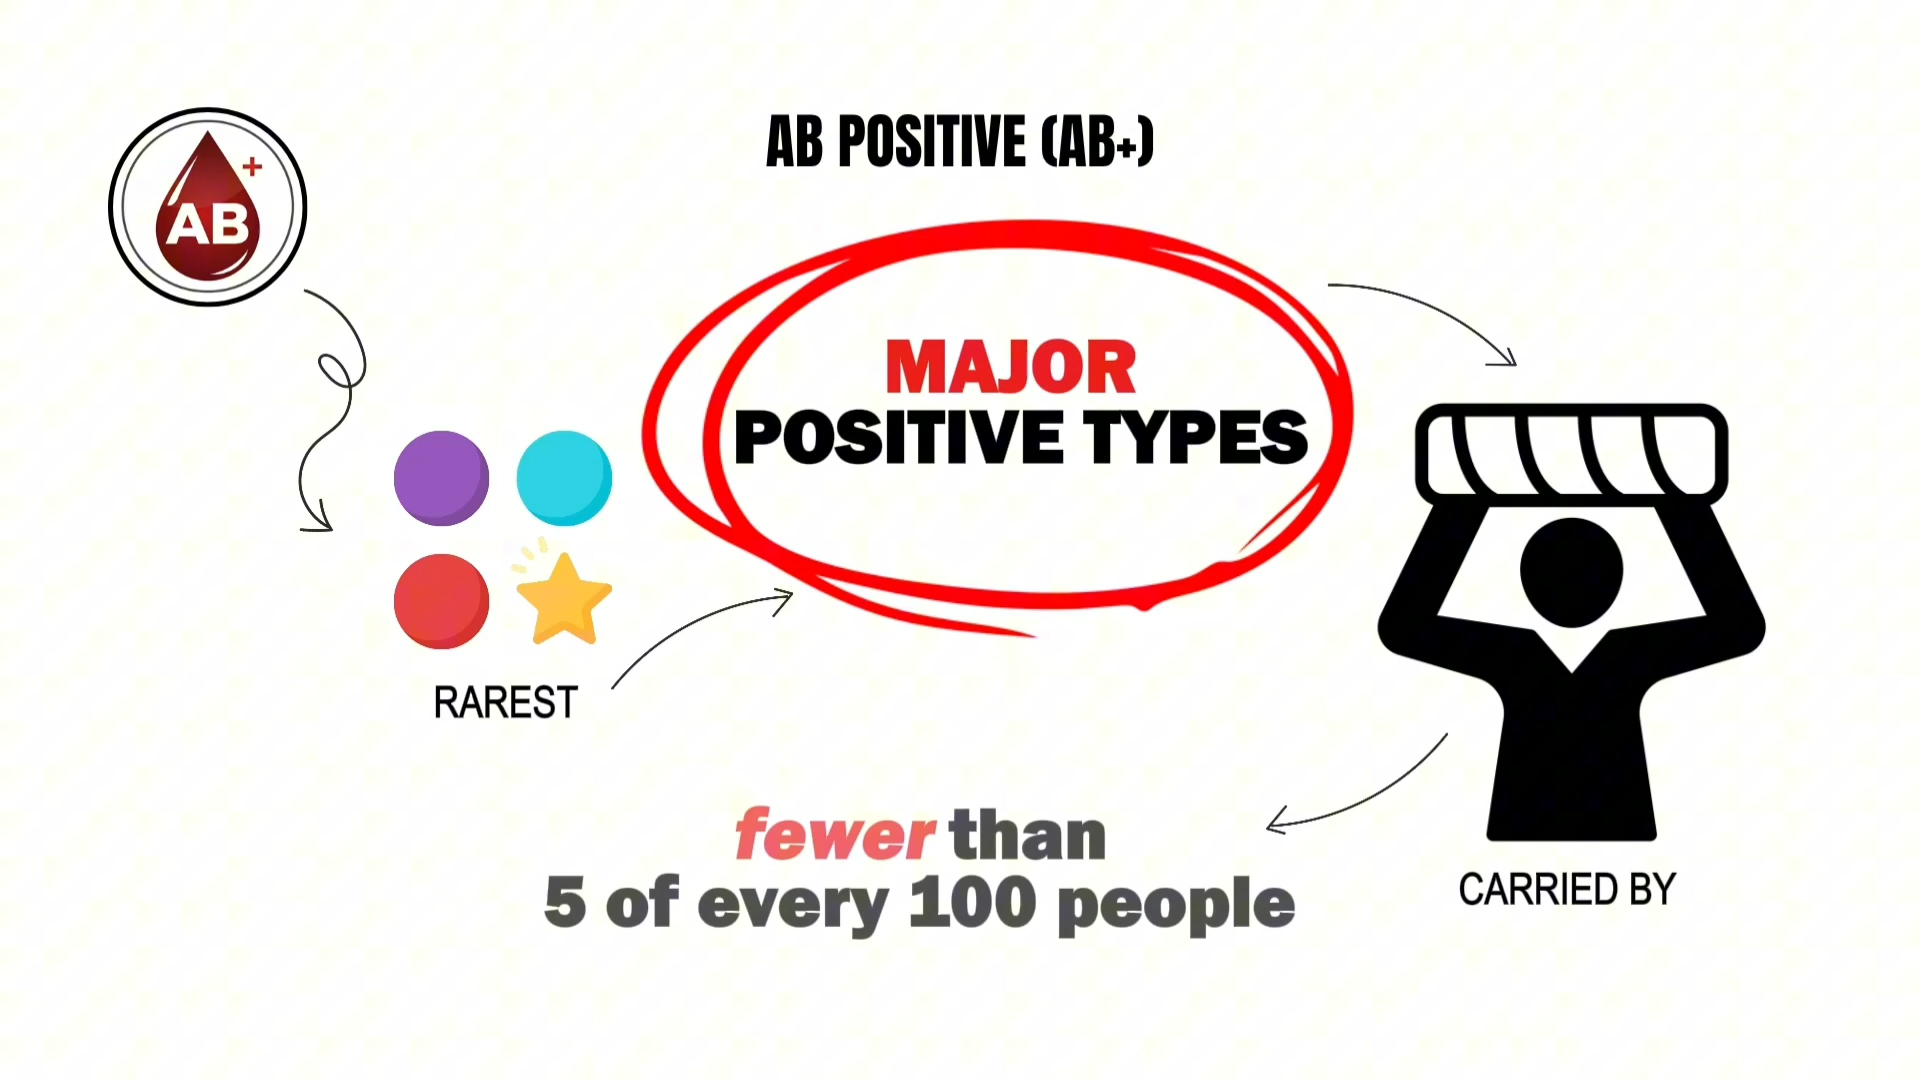 AB POSITIVE (AB+)
AB+
MAJOR
POSITIVE TYPES
RAREST
CARRIED BY
fewer than
5 of every 100 people